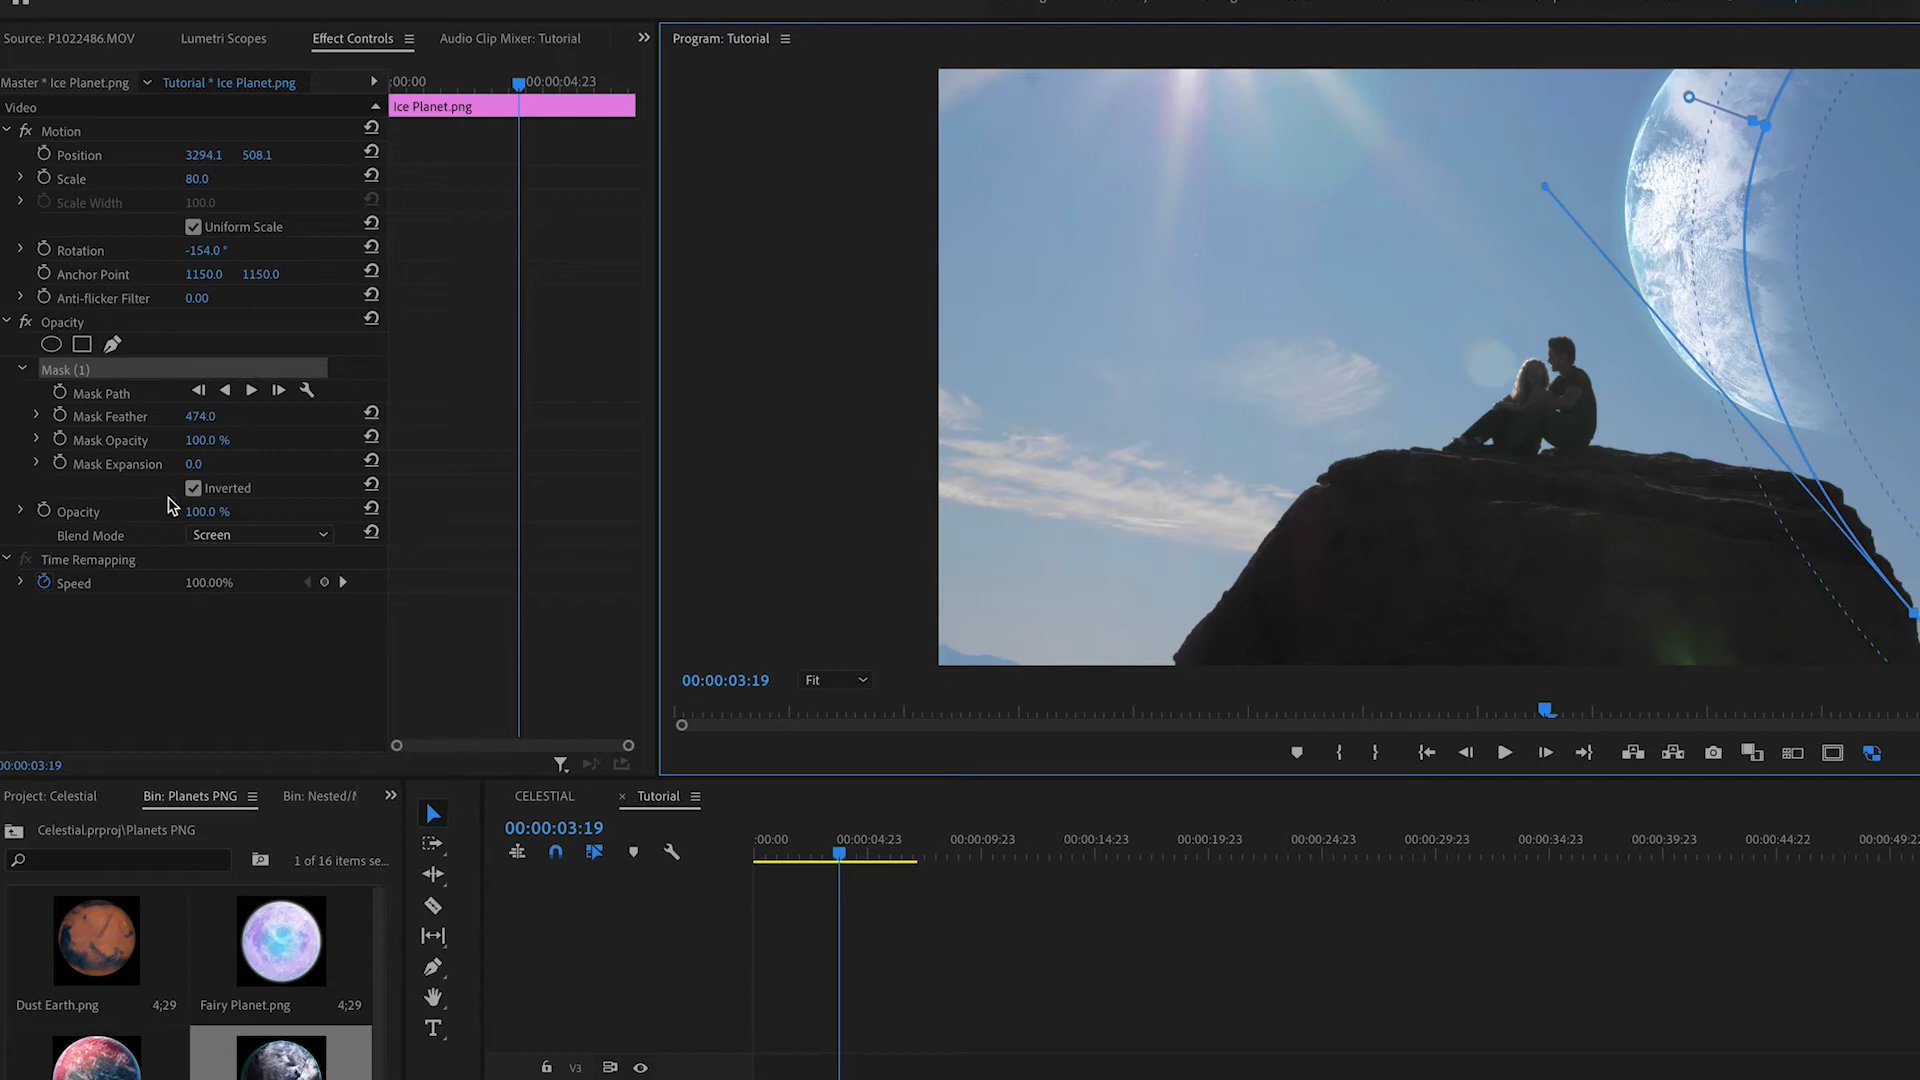 Source: P1022486.MOV
Lumetri Scopes
Effect Controls
Audio Clip Mixer: Tutorial
Program: Tutorial
Master * Ice Planet.png
Tutorial * Ice Planet.png
:00:00
00:00:04:23
Video
Ice Planet.png
fx Motion
Position 3294.1 508.1
Scale 80.0
Scale Width 100.0
Uniform Scale
Rotation -154.0 °
Anchor Point 1150.0 1150.0
Anti-flicker Filter 0.00
fx Opacity
Mask (1)
Mask Path
Mask Feather 474.0
Mask Opacity 100.0 %
Mask Expansion 0.0
Inverted
Opacity 100.0 %
Blend Mode Screen
fx Time Remapping
Speed 100.00%
00:00:03:19
Fit
00:00:03:19
Project: Celestial
Bin: Planets PNG
Bin: Nested/
CELESTIAL
× Tutorial
Celestial.prproj\Planets PNG
00:00:03:19
1 of 16 items se...
:00:00
00:00:04:23
00:00:09:23
00:00:14:23
00:00:19:23
00:00:24:23
00:00:29:23
00:00:34:23
00:00:39:23
00:00:44:22
00:00:49:22
Dust Earth.png 4;29
Fairy Planet.png 4;29
T
V3